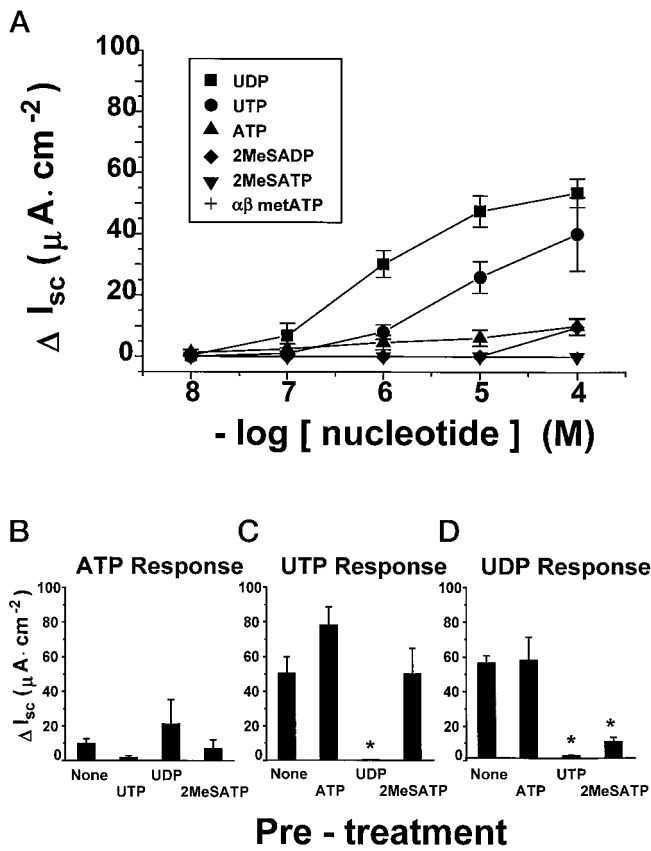 A
Δ Isc (μA·cm-2)
100
80
60
40
20
0
UDP
UTP
ATP
2MeSADP
2MeSATP
αβ metATP
8 7 6 5 4
- log [ nucleotide ] (M)
B
ATP Response
Δ Isc (μA·cm-2)
100
80
60
40
20
0
None
UTP
UDP
2MeSATP
C
UTP Response
100
80
60
40
20
0
*
None
ATP
UDP
2MeSATP
D
UDP Response
100
80
60
40
20
0
*
*
None
ATP
UTP
2MeSATP
Pre - treatment